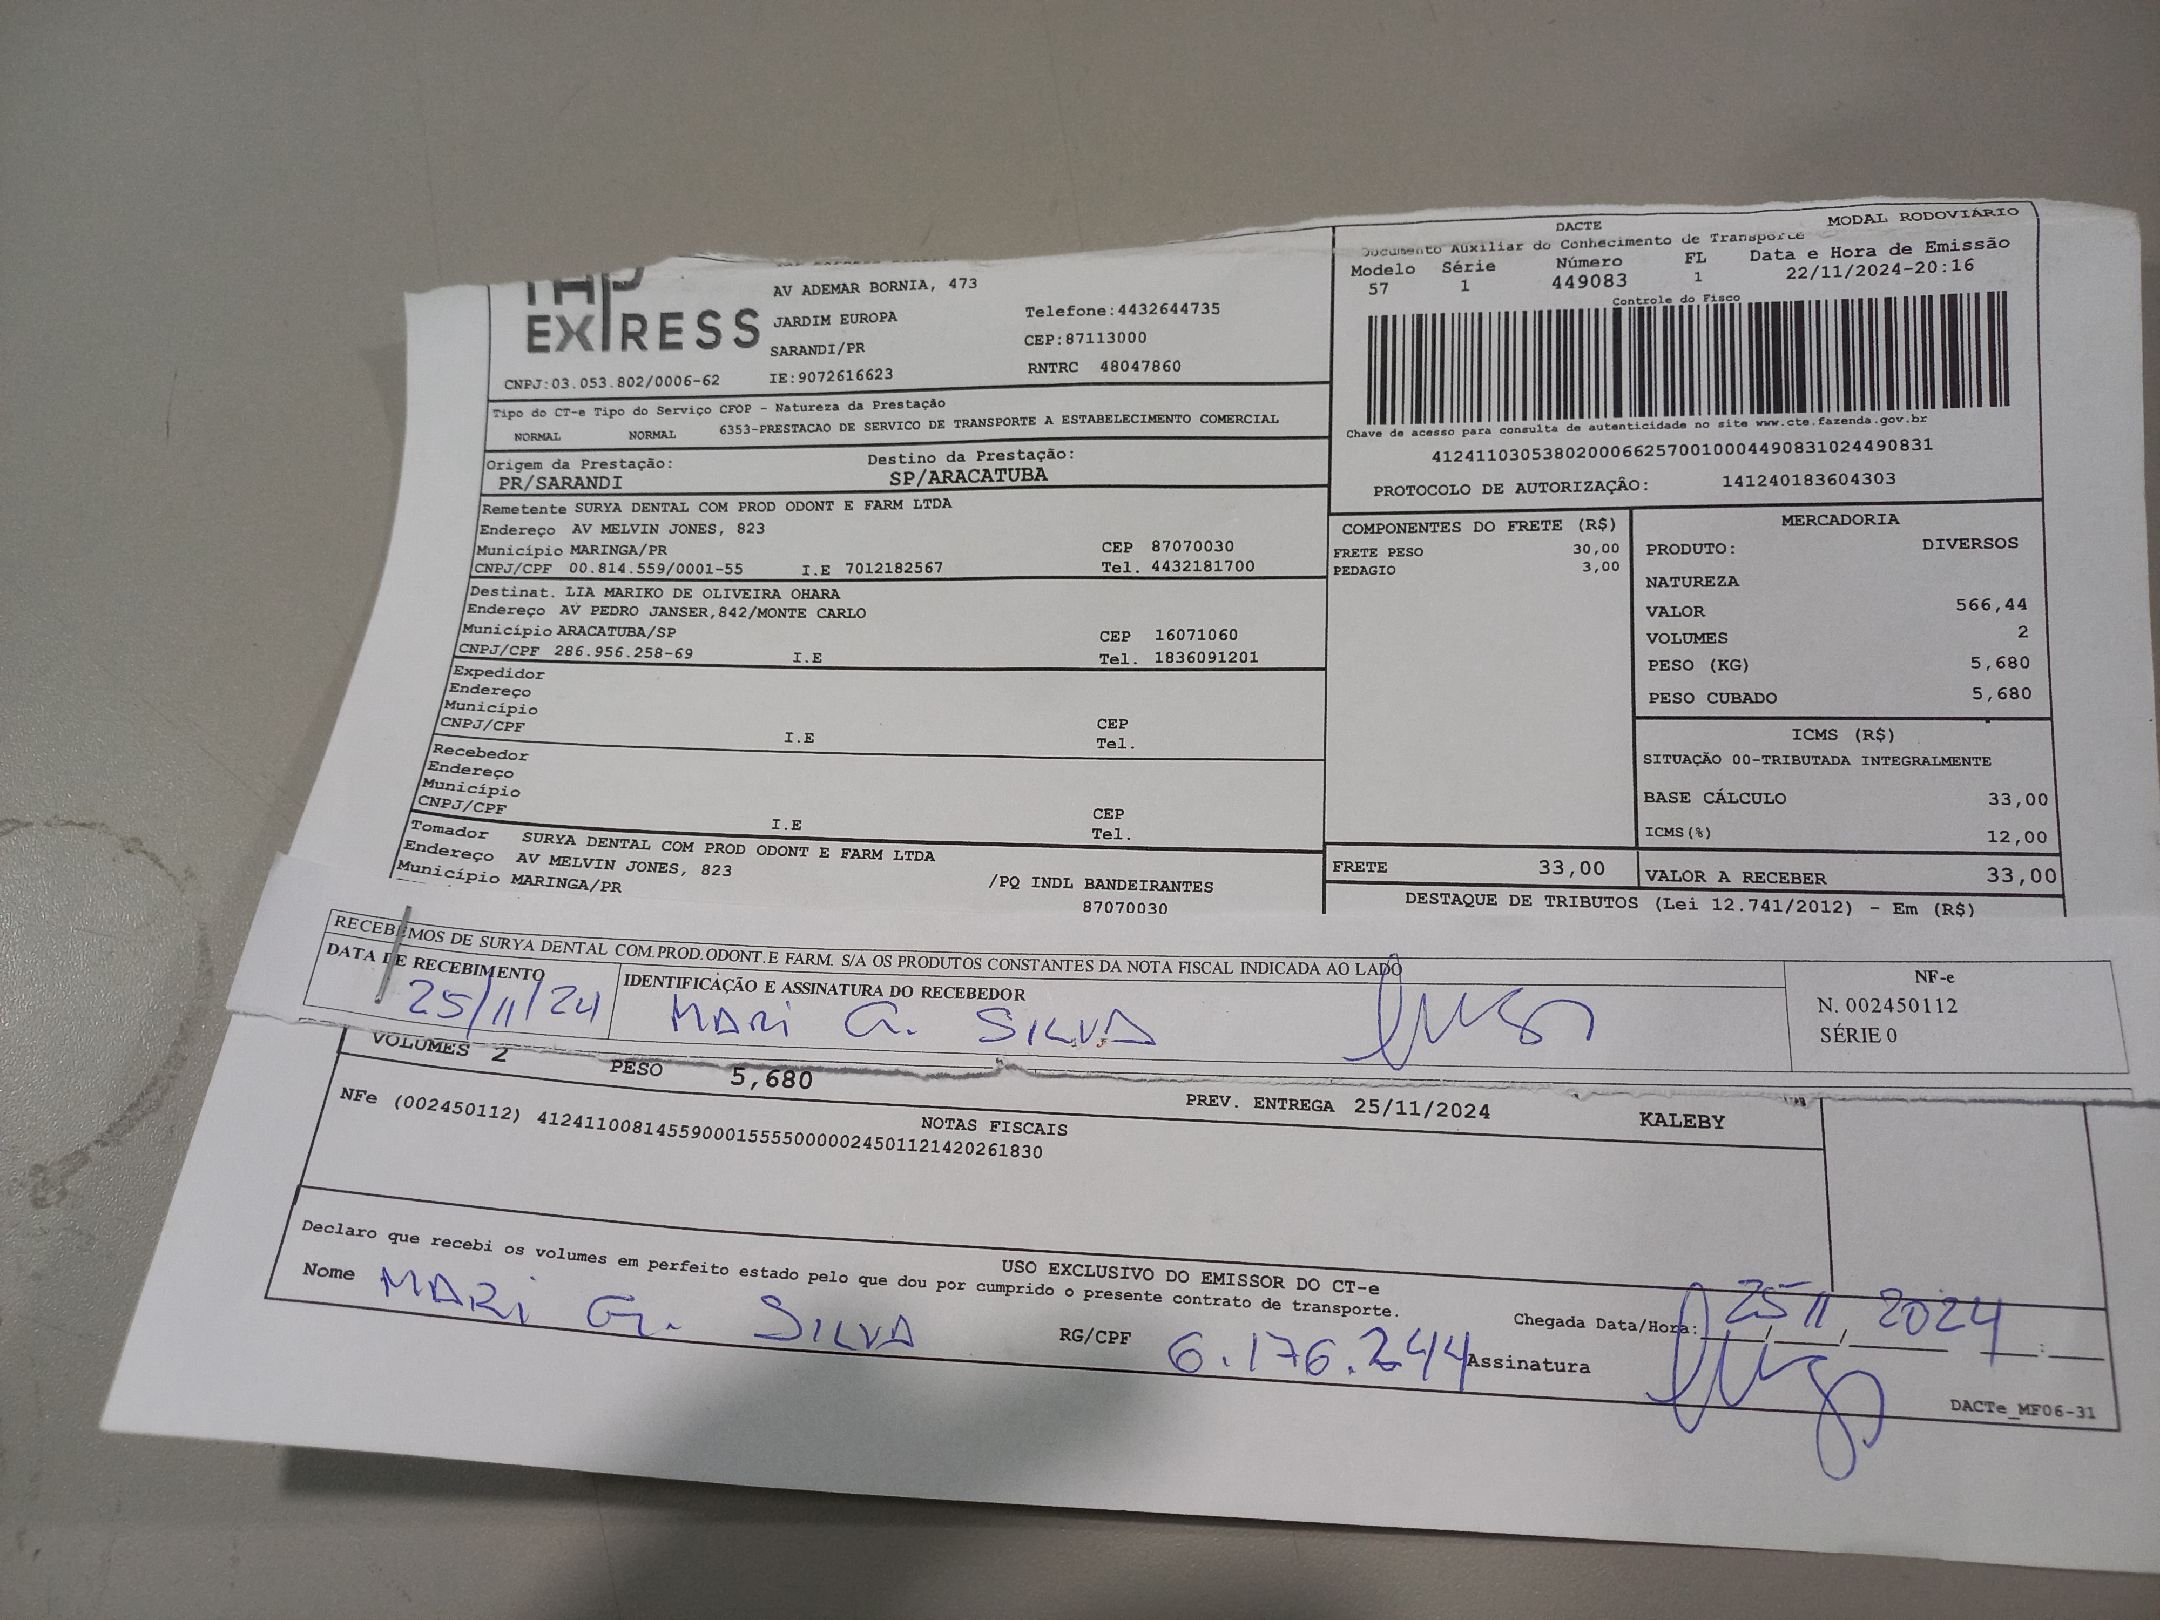 EXPRESS
AV ADEMAR BORNIA, 473
JARDIM EUROPA
SARANDI/PR
Telefone:4432644735
CEP:87113000
CNPJ:03.053.802/0006-62 IE:9072616623 RNTRC 48047860
DACTE MODAL RODOVIÁRIO
Documento Auxiliar do Conhecimento de Transporte
Modelo Série Número FL Data e Hora de Emissão
57 1 449083 1 22/11/2024-20:16
Controle do Fisco
Chave de acesso para consulta de autenticidade no site www.cte.fazenda.gov.br
41241103053802000662570010004490831024490831
PROTOCOLO DE AUTORIZAÇÃO: 141240183604303
Tipo do CT-e Tipo do Serviço CFOP - Natureza da Prestação
NORMAL NORMAL 6353-PRESTACAO DE SERVICO DE TRANSPORTE A ESTABELECIMENTO COMERCIAL
Origem da Prestação: Destino da Prestação:
PR/SARANDI SP/ARACATUBA
Remetente SURYA DENTAL COM PROD ODONT E FARM LTDA
Endereço AV MELVIN JONES, 823
Município MARINGA/PR CEP 87070030
CNPJ/CPF 00.814.559/0001-55 I.E 7012182567 Tel. 4432181700
Destinat. LIA MARIKO DE OLIVEIRA OHARA
Endereço AV PEDRO JANSER,842/MONTE CARLO
Município ARACATUBA/SP CEP 16071060
CNPJ/CPF 286.956.258-69 I.E Tel. 1836091201
Expedidor
Endereço
Município CEP
CNPJ/CPF I.E Tel.
Recebedor
Endereço
Município CEP
CNPJ/CPF I.E Tel.
Tomador SURYA DENTAL COM PROD ODONT E FARM LTDA
Endereço AV MELVIN JONES, 823 /PQ INDL BANDEIRANTES
Município MARINGA/PR 87070030
COMPONENTES DO FRETE (R$)
FRETE PESO 30,00
PEDAGIO 3,00
FRETE 33,00
MERCADORIA
PRODUTO: DIVERSOS
NATUREZA
VALOR 566,44
VOLUMES 2
PESO (KG) 5,680
PESO CUBADO 5,680
ICMS (R$)
SITUAÇÃO 00-TRIBUTADA INTEGRALMENTE
BASE CÁLCULO 33,00
ICMS(%) 12,00
VALOR A RECEBER 33,00
DESTAQUE DE TRIBUTOS (Lei 12.741/2012) - Em (R$)
RECEBEMOS DE SURYA DENTAL COM.PROD.ODONT.E FARM. S/A OS PRODUTOS CONSTANTES DA NOTA FISCAL INDICADA AO LADO
DATA DE RECEBIMENTO IDENTIFICAÇÃO E ASSINATURA DO RECEBEDOR
25/11/24 MARI G. SILVA
NF-e
N. 002450112
SÉRIE 0
VOLUMES 2 PESO 5,680 PREV. ENTREGA 25/11/2024 KALEBY
NOTAS FISCAIS
NFe (002450112) 41241100814559000155550000024501121420261830
USO EXCLUSIVO DO EMISSOR DO CT-e
Declaro que recebi os volumes em perfeito estado pelo que dou por cumprido o presente contrato de transporte.
Chegada Data/Hora: 25 11 2024
Nome MARI G. SILVA RG/CPF 6.176.244 Assinatura
DACTe_MF06-31